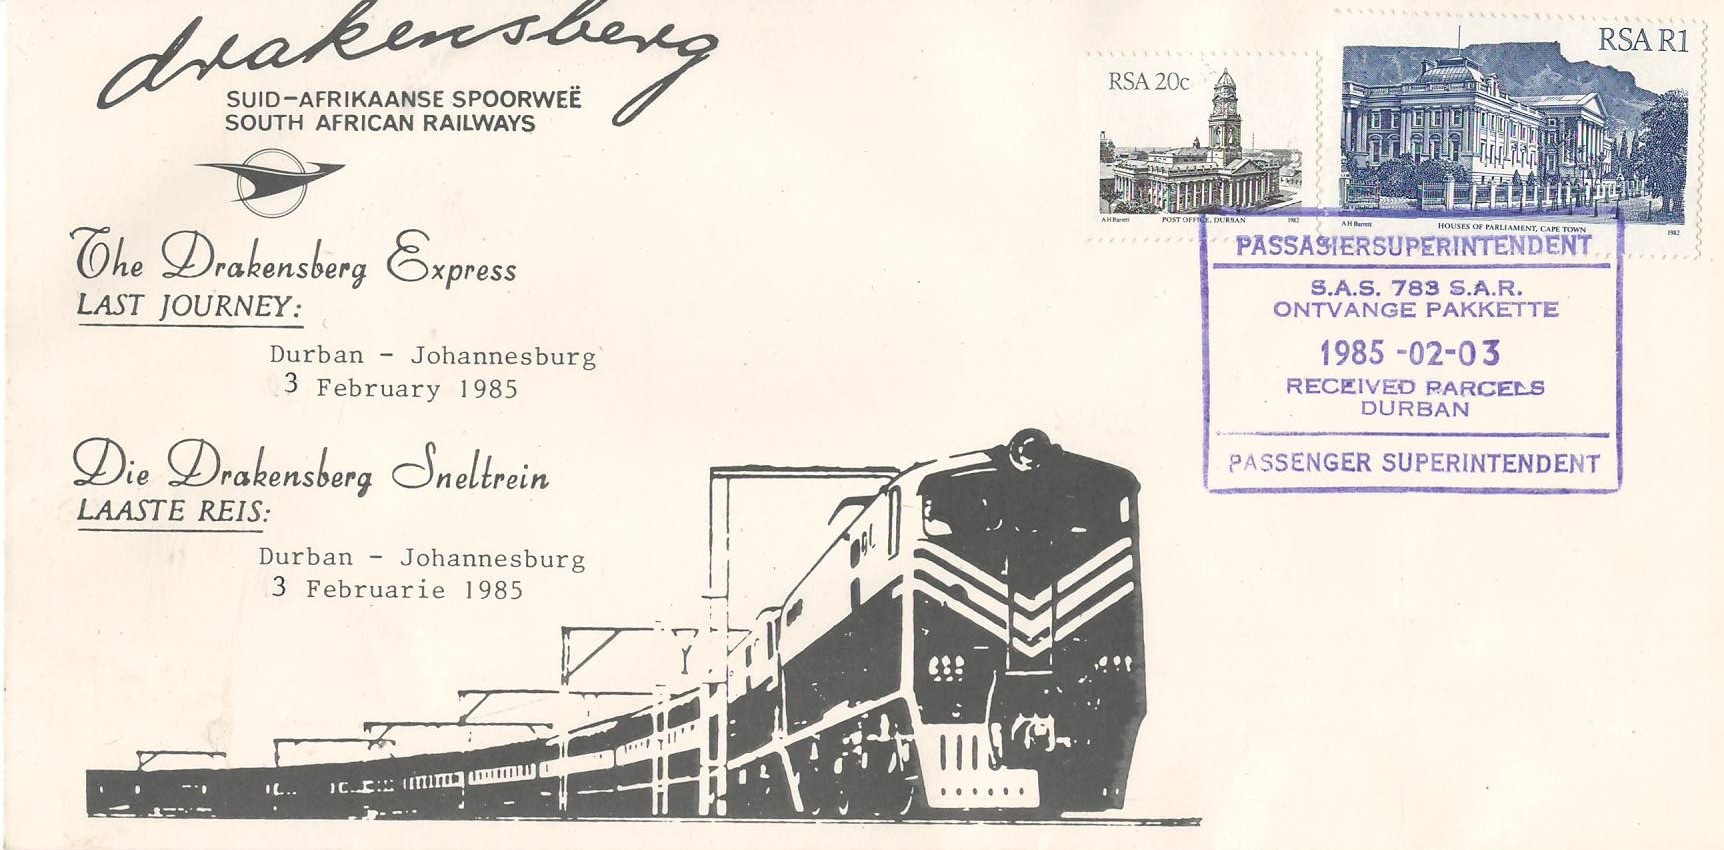 drakensberg
SUID-AFRIKAANSE SPOORWEË
SOUTH AFRICAN RAILWAYS
The Drakensberg Express
LAST JOURNEY:
Durban - Johannesburg
3 February 1985
Die Drakensberg Sneltrein
LAASTE REIS:
Durban - Johannesburg
3 Februarie 1985
RSA 20c
A H Barrett POST OFFICE, DURBAN 1982
RSA R1
A H Barrett HOUSES OF PARLIAMENT, CAPE TOWN 1982
PASSASIERSUPERINTENDENT
S.A.S. 783 S.A.R.
ONTVANGE PAKKETTE
1985 -02-03
RECEIVED PARCELS
DURBAN
PASSENGER SUPERINTENDENT